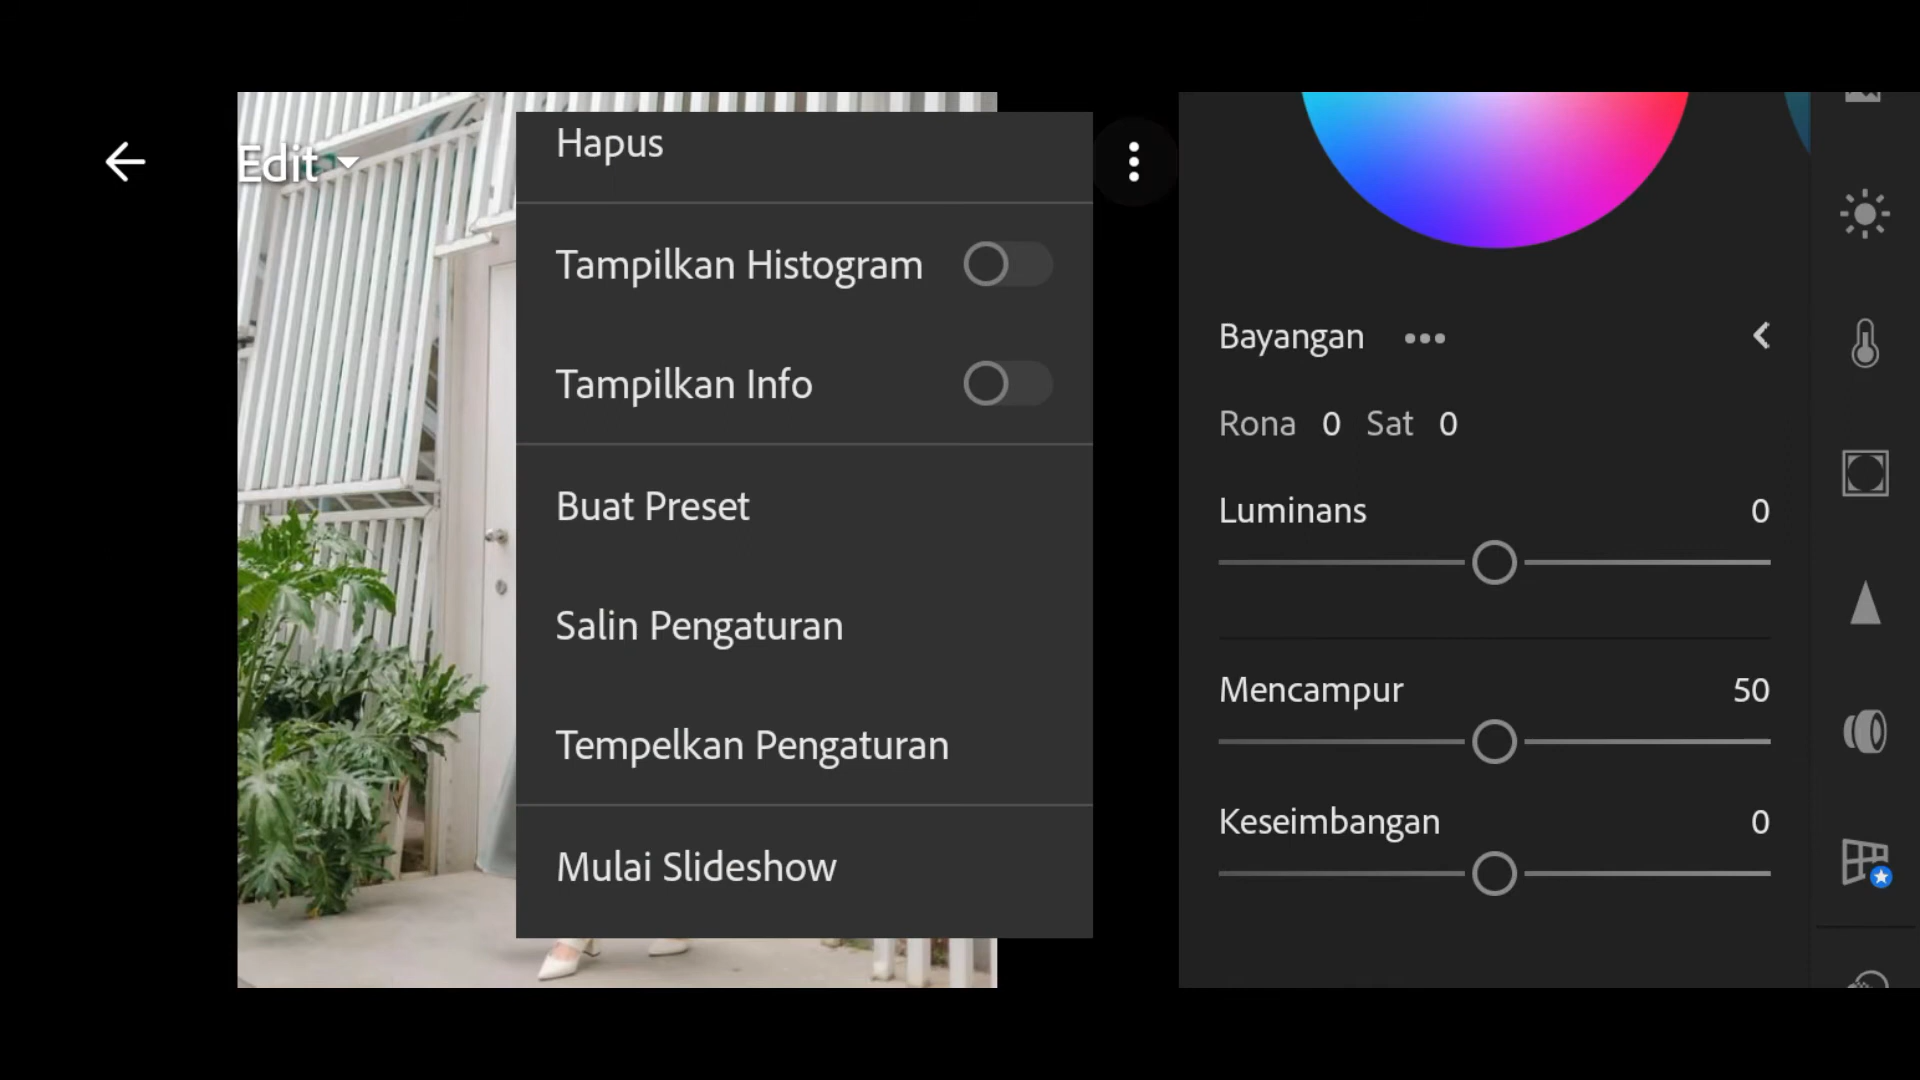 Edit
Hapus
Tampilkan Histogram
Tampilkan Info
Buat Preset
Salin Pengaturan
Tempelkan Pengaturan
Mulai Slideshow
Bayangan
Rona 0 Sat 0
Luminans 0
Mencampur 50
Keseimbangan 0